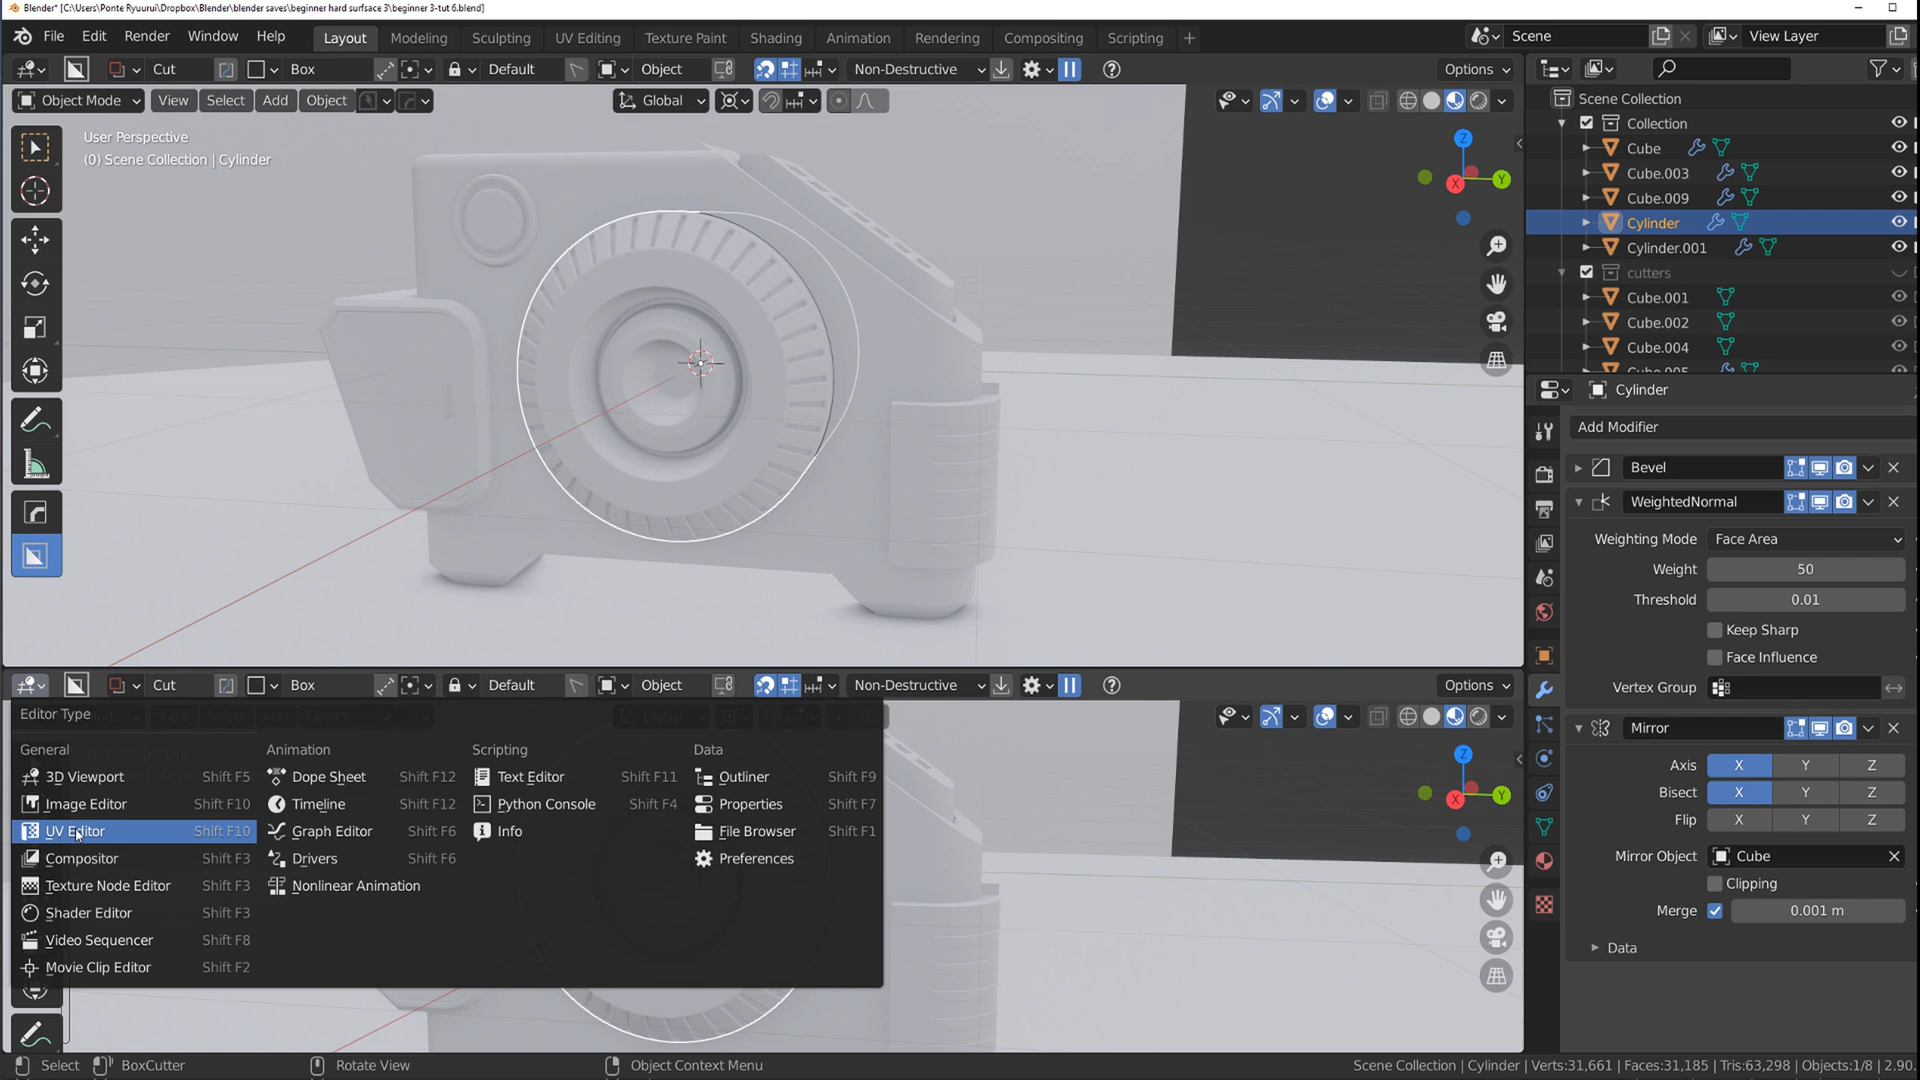 Blender* [C:\Users\Ponte Ryuurui\Dropbox\Blender\blender saves\beginner hard surfsace 3\beginner 3-tut 6.blend]
File Edit Render Window Help Layout Modeling Sculpting UV Editing Texture Paint Shading Animation Rendering Compositing Scripting + Scene View Layer
Cut Box Default Object Non-Destructive Options
Object Mode View Select Add Object Global
User Perspective
(0) Scene Collection | Cylinder
Z
X
Y
Scene Collection
Collection
Cube
Cube.003
Cube.009
Cylinder
Cylinder.001
cutters
Cube.001
Cube.002
Cube.004
Cube.005
Cylinder
Add Modifier
Bevel
WeightedNormal
Weighting Mode Face Area
Weight 50
Threshold 0.01
Keep Sharp
Face Influence
Vertex Group
Mirror
Axis X Y Z
Bisect X Y Z
Flip X Y Z
Mirror Object Cube
Clipping
Merge 0.001 m
Data
Cut Box Default Object Non-Destructive Options
Editor Type
General
3D Viewport Shift F5
Image Editor Shift F10
UV Editor Shift F10
Compositor Shift F3
Texture Node Editor Shift F3
Shader Editor Shift F3
Video Sequencer Shift F8
Movie Clip Editor Shift F2
Animation
Dope Sheet Shift F12
Timeline Shift F12
Graph Editor Shift F6
Drivers Shift F6
Nonlinear Animation
Scripting
Text Editor Shift F11
Python Console Shift F4
Info
Data
Outliner Shift F9
Properties Shift F7
File Browser Shift F1
Preferences
Z
X
Y
Select BoxCutter Rotate View Object Context Menu Scene Collection | Cylinder | Verts:31,661 | Faces:31,185 | Tris:63,298 | Objects:1/8 | 2.90.